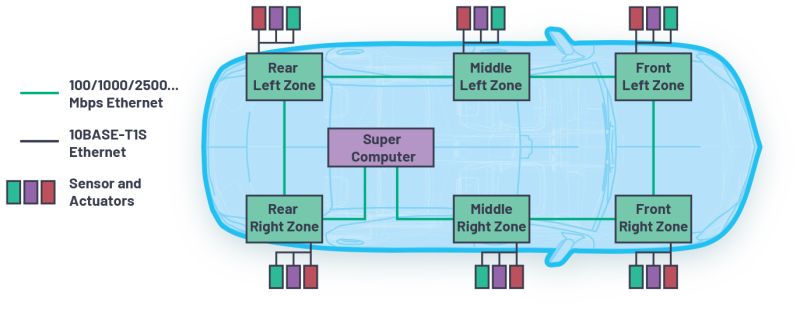 100/1000/2500...
Mbps Ethernet
10BASE-T1S
Ethernet
Sensor and
Actuators
Rear
Left Zone
Middle
Left Zone
Front
Left Zone
Super
Computer
Rear
Right Zone
Middle
Right Zone
Front
Right Zone